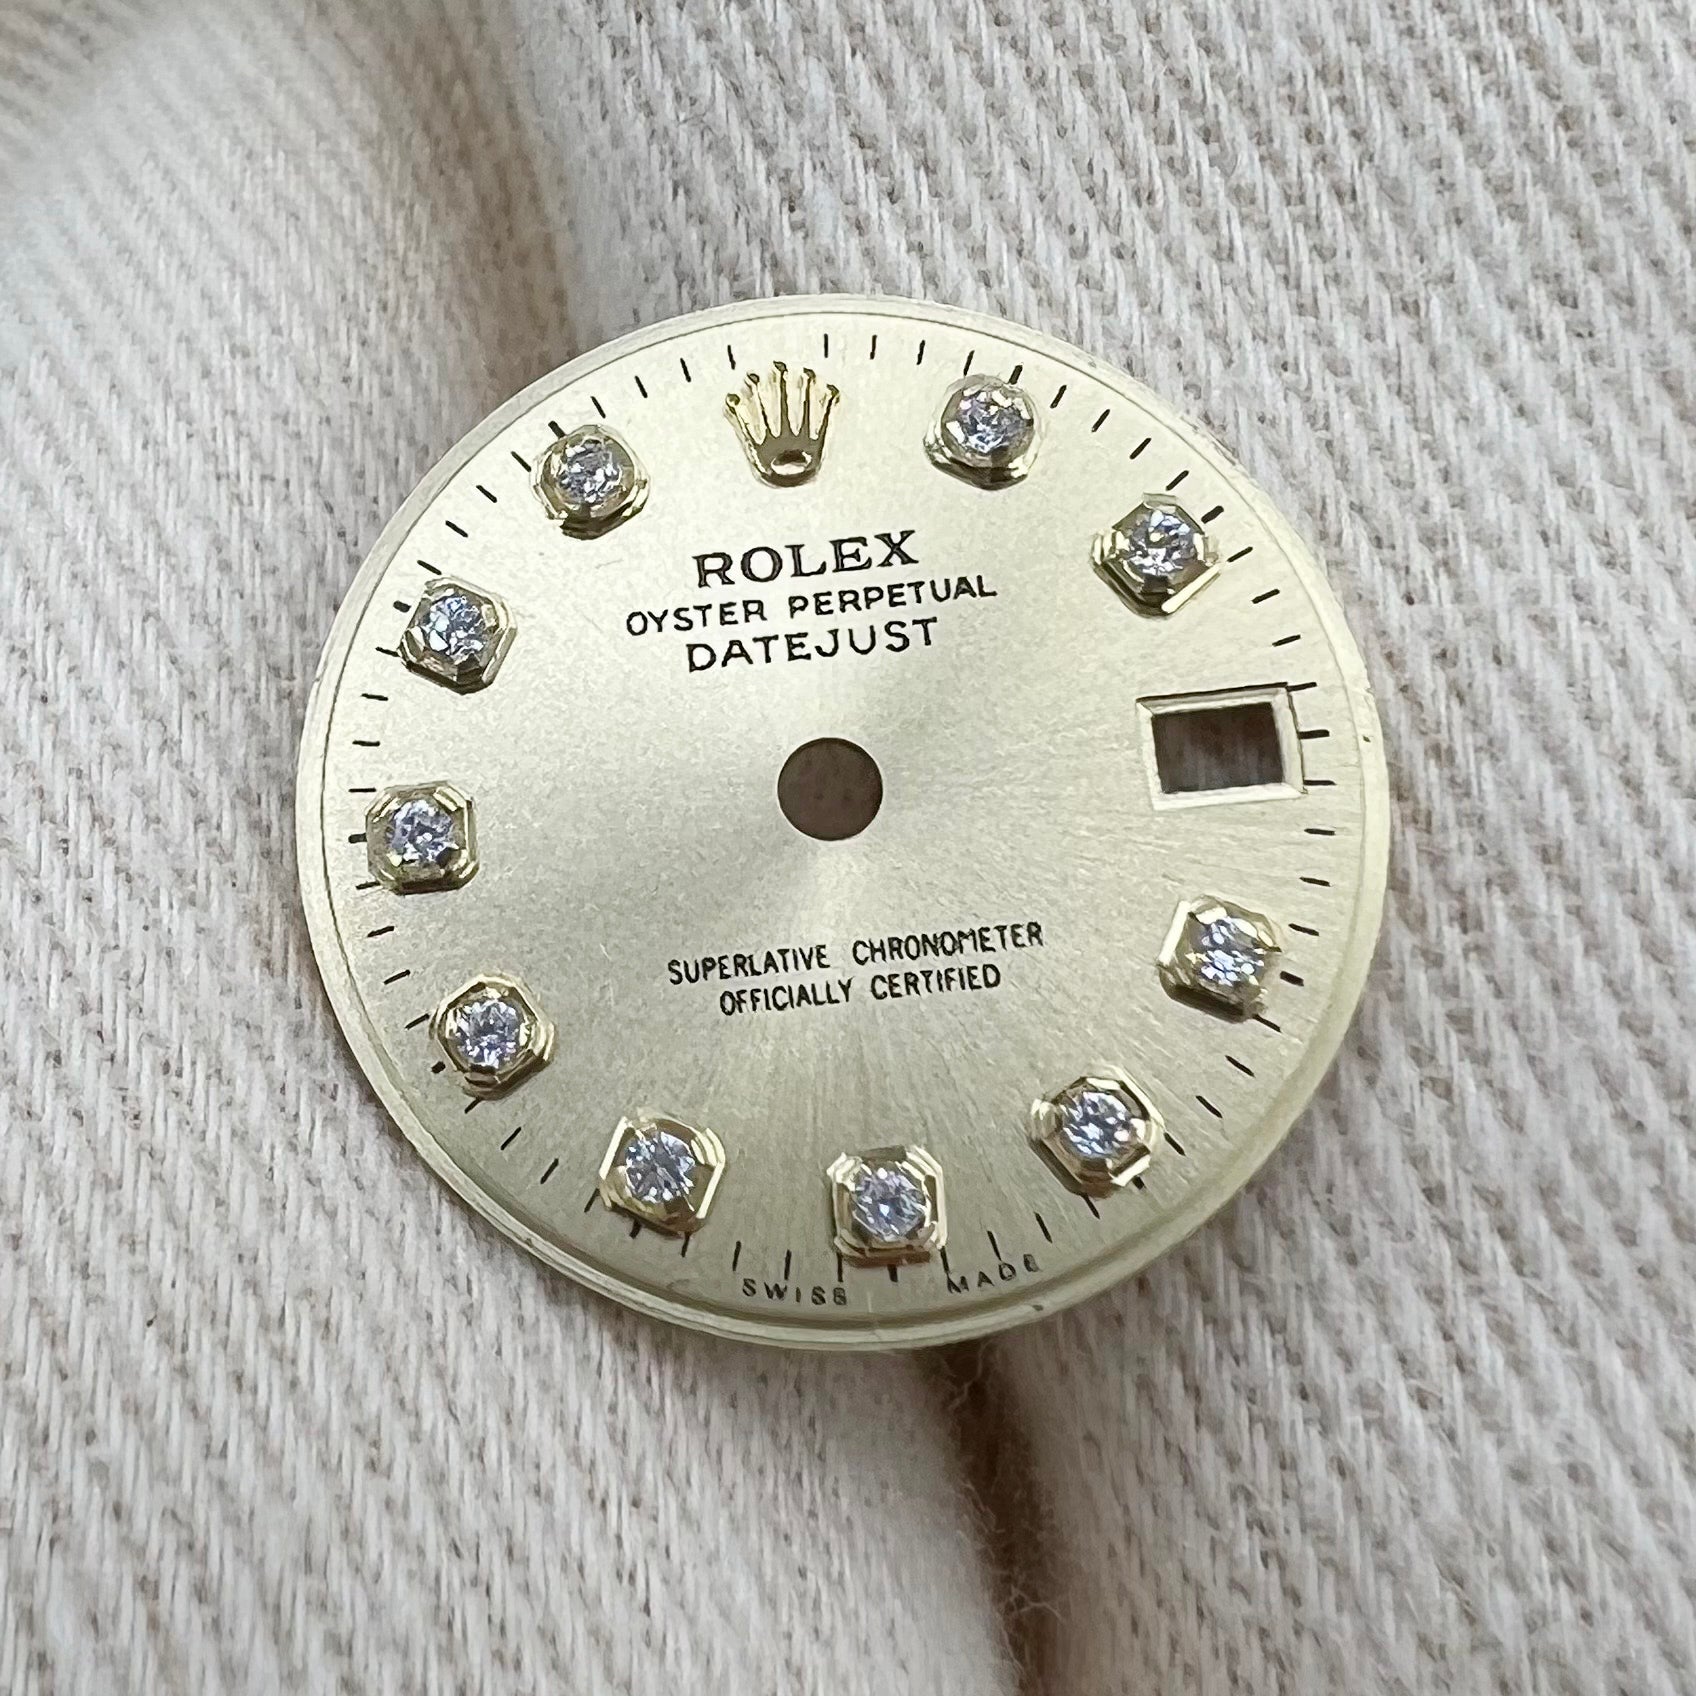 ROLEX
OYSTER PERPETUAL
DATEJUST
SUPERLATIVE CHRONOMETER
OFFICIALLY CERTIFIED
SWISS MADE